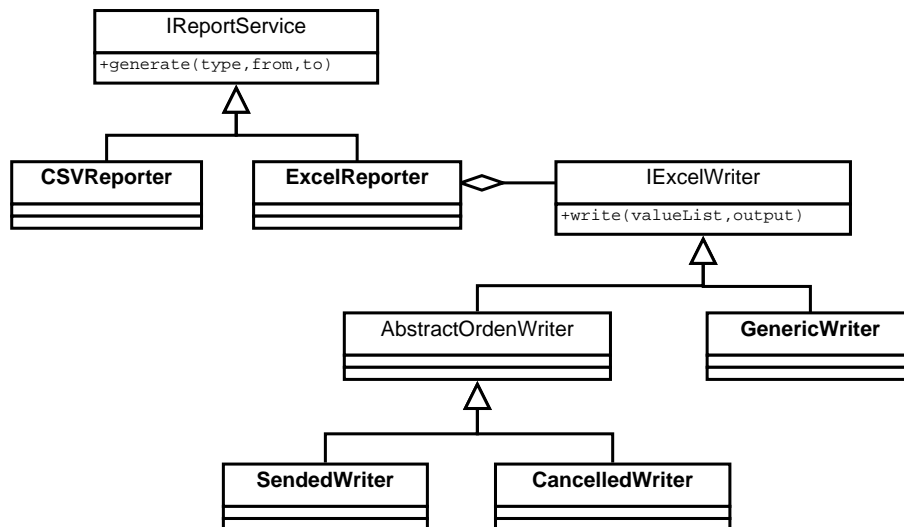 IReportService
+generate(type,from,to)
CSVReporter
ExcelReporter
IExcelWriter
+write(valueList,output)
AbstractOrdenWriter
GenericWriter
SendedWriter
CancelledWriter